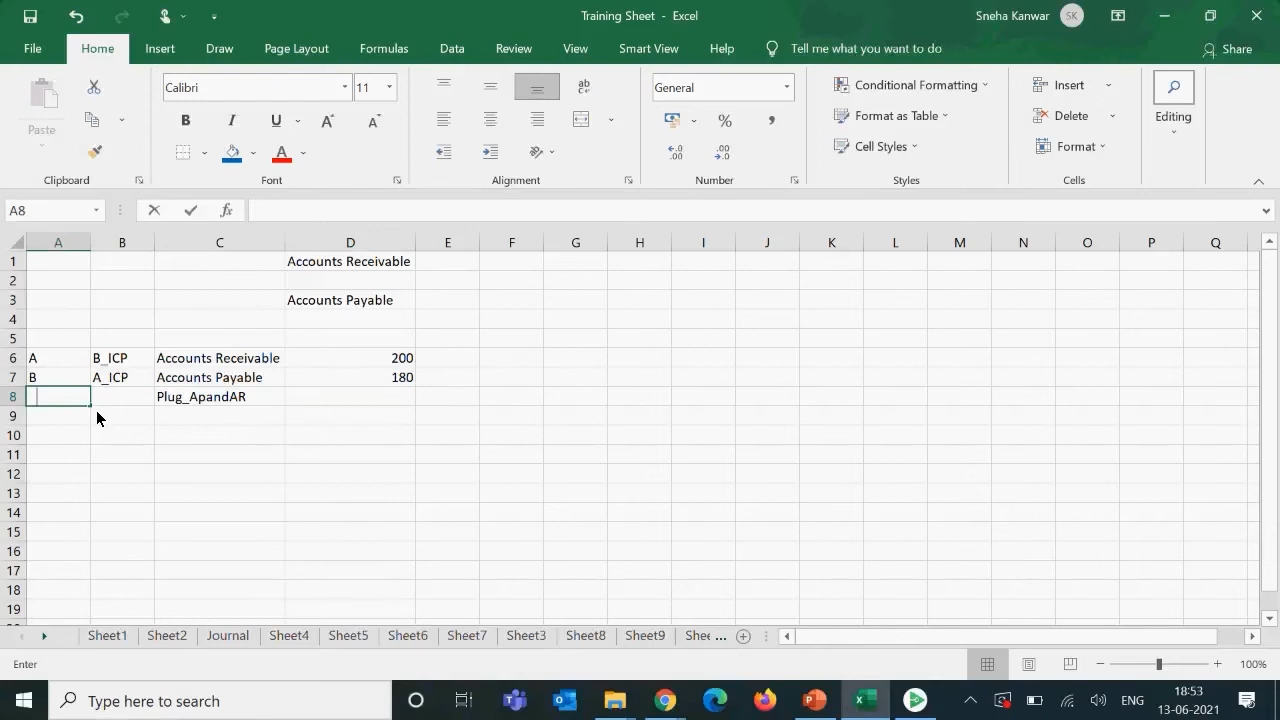 Training Sheet - Excel
Sneha Kanwar SK
File Home Insert Draw Page Layout Formulas Data Review View Smart View Help Tell me what you want to do Share
Paste
Calibri 11
B I U A A A
ab
General
% ,
Conditional Formatting
Format as Table
Cell Styles
Insert
Delete
Format
Editing
Clipboard Font Alignment Number Styles Cells
A8 fx
A B C D E F G H I J K L M N O P Q
1 Accounts Receivable
2
3 Accounts Payable
4
5
6 A B_ICP Accounts Receivable 200
7 B A_ICP Accounts Payable 180
8 Plug_ApandAR
9
10
11
12
13
14
15
16
17
18
19
Sheet1 Sheet2 Journal Sheet4 Sheet5 Sheet6 Sheet7 Sheet3 Sheet8 Sheet9 Shee ...
Enter 100%
Type here to search ENG 18:53
13-06-2021